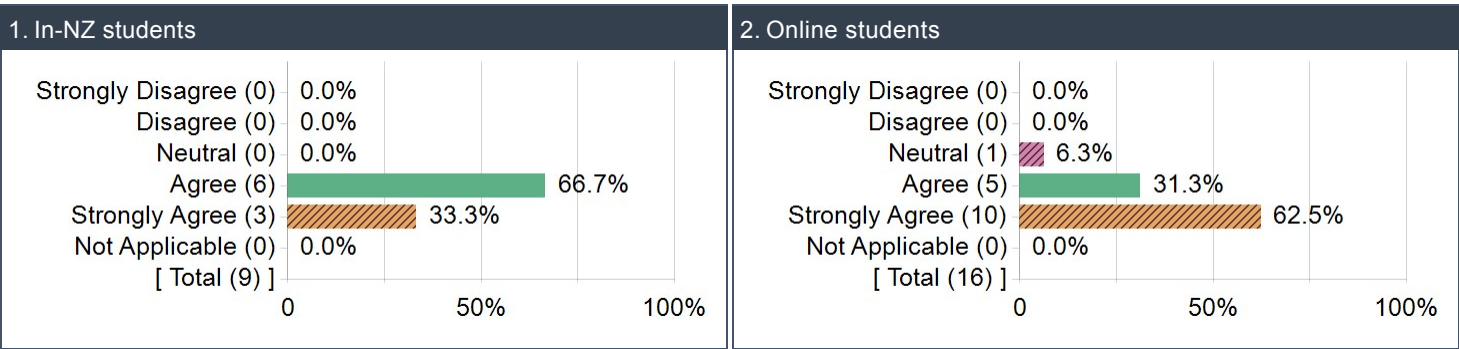 1. In-NZ students
Strongly Disagree (0) 0.0%
Disagree (0) 0.0%
Neutral (0) 0.0%
Agree (6) 66.7%
Strongly Agree (3) 33.3%
Not Applicable (0) 0.0%
[ Total (9) ]
0 50% 100%
2. Online students
Strongly Disagree (0) 0.0%
Disagree (0) 0.0%
Neutral (1) 6.3%
Agree (5) 31.3%
Strongly Agree (10) 62.5%
Not Applicable (0) 0.0%
[ Total (16) ]
0 50% 100%